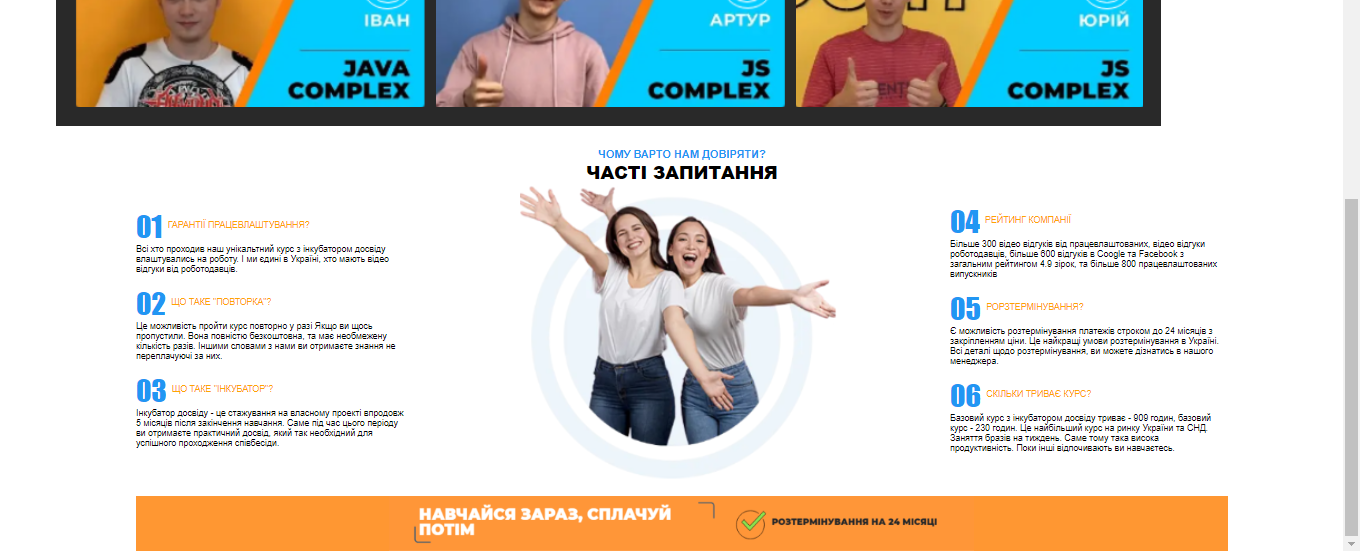 ІВАН
JAVA
COMPLEX
АРТУР
JS
COMPLEX
ЮРІЙ
JS
COMPLEX
ЧОМУ ВАРТО НАМ ДОВІРЯТИ?
ЧАСТІ ЗАПИТАННЯ
01 ГАРАНТІЇ ПРАЦЕВЛАШТУВАННЯ?
Всі хто проходив наш унікальтний курс з інкубатором досвіду
влаштувались на роботу. І ми єдині в Україні, хто мають відео
відгуки від роботодавців.
02 ЩО ТАКЕ "ПОВТОРКА"?
Це можливість пройти курс повторно у разі Якщо ви щось
пропустили. Вона повністю безкоштовна, та має необмежену
кількість разів. Іншими словами з нами ви отримаєте знання не
переплачуючі за них.
03 ЩО ТАКЕ "ІНКУБАТОР"?
Інкубатор досвіду - це стажування на власному проекті впродовж
5 місяців після закінчення навчання. Саме під час цього періоду
ви отримаєте практичний досвід, який так необхідний для
успішного проходження співбесіди.
04 РЕЙТИНГ КОМПАНІЇ
Більше 300 відео відгуків від працевлаштованих, відео відгуки
роботодавців, більше 600 відгуків в Coogle та Facebook з
загальним рейтингом 4.9 зірок, та більше 800 працевлаштованих
випускників
05 РОРЗТЕРМІНУВАННЯ?
Є можливість розтермінування платежів строком до 24 місяців з
закріпленням ціни. Це найкращі умови розтермінування в Україні.
Всі деталі щодо розтермінування, ви можете дізнатись в нашого
менеджера.
06 СКІЛЬКИ ТРИВАЄ КУРС?
Базовий курс з інкубатором досвіду триває - 909 годин, базовий
курс - 230 годин. Це найбільший курс на ринку України та СНД.
Заняття 6разів на тиждень. Саме тому така висока
продуктивність. Поки інші відпочивають ви навчаєтесь.
НАВЧАЙСЯ ЗАРАЗ, СПЛАЧУЙ
ПОТІМ
РОЗТЕРМІНУВАННЯ НА 24 МІСЯЦІ